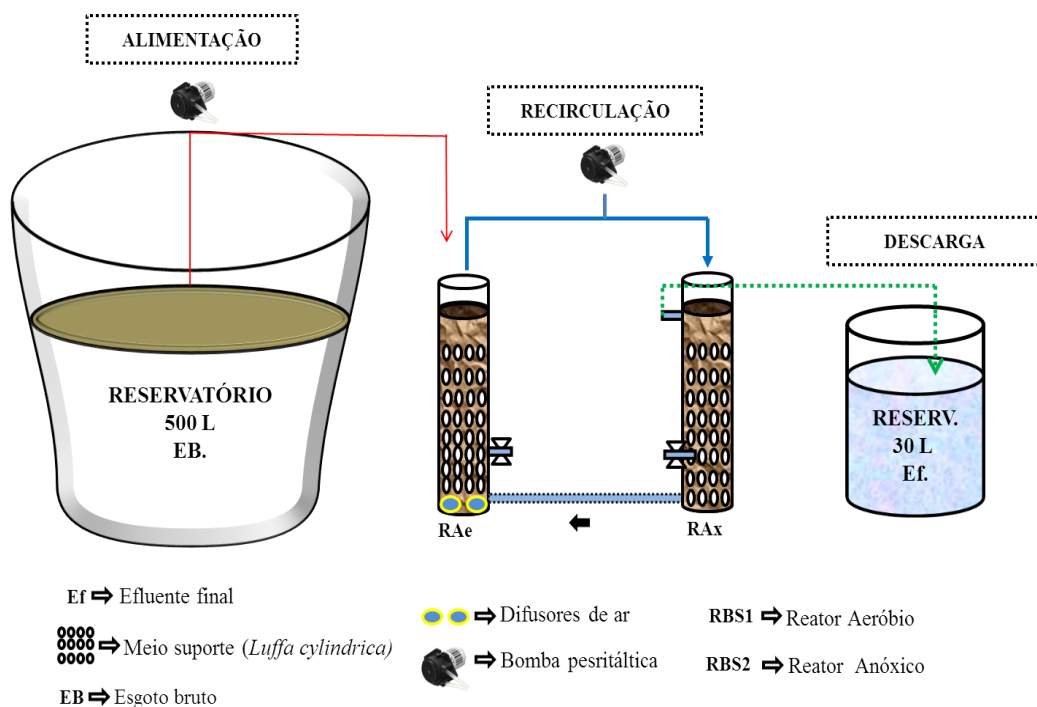 ALIMENTAÇÃO
RECIRCULAÇÃO
DESCARGA
RESERVATÓRIO
500 L
EB.
RESERV.
30 L
Ef.
RAe
RAx
Ef ⇨ Efluente final
⇨ Meio suporte (Luffa cylindrica)
EB ⇨ Esgoto bruto
⇨ Difusores de ar
⇨ Bomba pesritáltica
RBS1 ⇨ Reator Aeróbio
RBS2 ⇨ Reator Anóxico